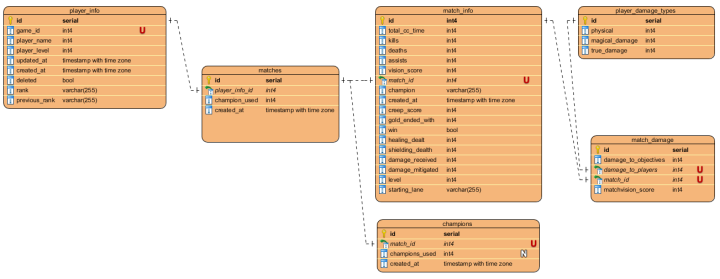 player_info
id serial
game_id int4 U
player_name int4
player_level int4
updated_at timestamp with time zone
created_at timestamp with time zone
deleted bool
rank varchar(255)
previous_rank varchar(255)
matches
id serial
player_info_id int4
champion_used int4
created_at timestamp with time zone
match_info
id int4
total_cc_time int4
kills int4
deaths int4
assists int4
vision_score int4
match_id int4 U
champion varchar(255)
created_at timestamp with time zone
creep_score int4
gold_ended_with int4
win bool
healing_dealt int4
shielding_dealth int4
damage_received int4
damage_mitigated int4
level int4
starting_lane varchar(255)
champions
id serial
match_id int4 U
champions_used int4 N
created_at timestamp with time zone
player_damage_types
id serial
physical int4
magical_damage int4
true_damage int4
match_damage
id serial
damage_to_objectives int4
damage_to_players int4 U
match_id int4 U
matchvision_score int4